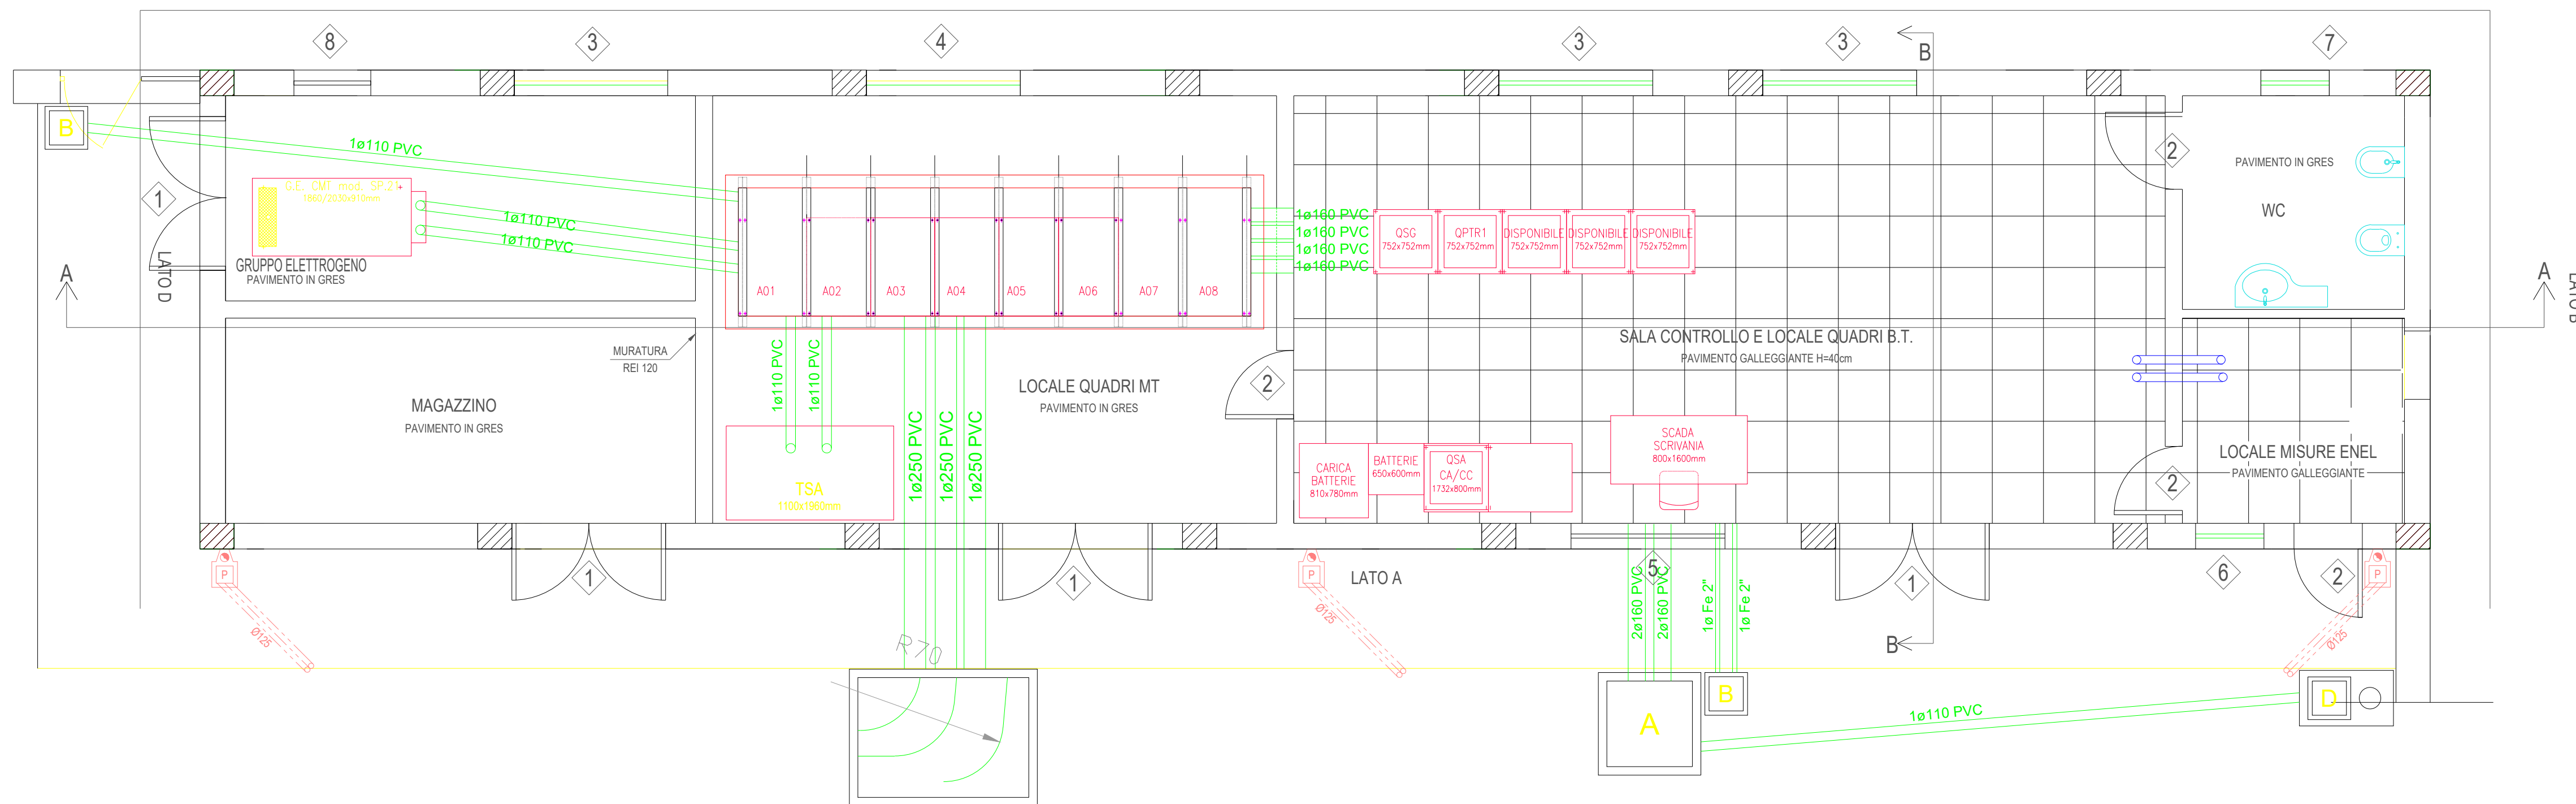 8
3
4
3
3
B
7
B
1ø110 PVC
2
PAVIMENTO IN GRES
WC
1
G.E. CMT mod. SP 21
1860/2030x910mm
1ø110 PVC
1ø110 PVC
GRUPPO ELETTROGENO
PAVIMENTO IN GRES
LATO D
A
1ø160 PVC
1ø160 PVC
1ø160 PVC
1ø160 PVC
QSG
752x752mm
QPTR1
752x752mm
DISPONIBILE
752x752mm
DISPONIBILE
752x752mm
DISPONIBILE
752x752mm
A
LATO B
A01
A02
A03
A04
A05
A06
A07
A08
MURATURA
REI 120
1ø110 PVC
1ø110 PVC
SALA CONTROLLO E LOCALE QUADRI B.T.
PAVIMENTO GALLEGGIANTE H=40cm
MAGAZZINO
PAVIMENTO IN GRES
LOCALE QUADRI MT
PAVIMENTO IN GRES
2
1ø250 PVC
1ø250 PVC
1ø250 PVC
TSA
1100x1960mm
CARICA
BATTERIE
810x780mm
BATTERIE
650x600mm
QSA
CA/CC
1732x800mm
SCADA
SCRIVANIA
800x1600mm
LOCALE MISURE ENEL
PAVIMENTO GALLEGGIANTE
2
P
1
1
P
LATO A
5
1
6
2
P
Ø125
Ø125
Ø125
2ø160 PVC
2ø160 PVC
1ø Fe 2"
1ø Fe 2"
B
R70
A
B
1ø110 PVC
D